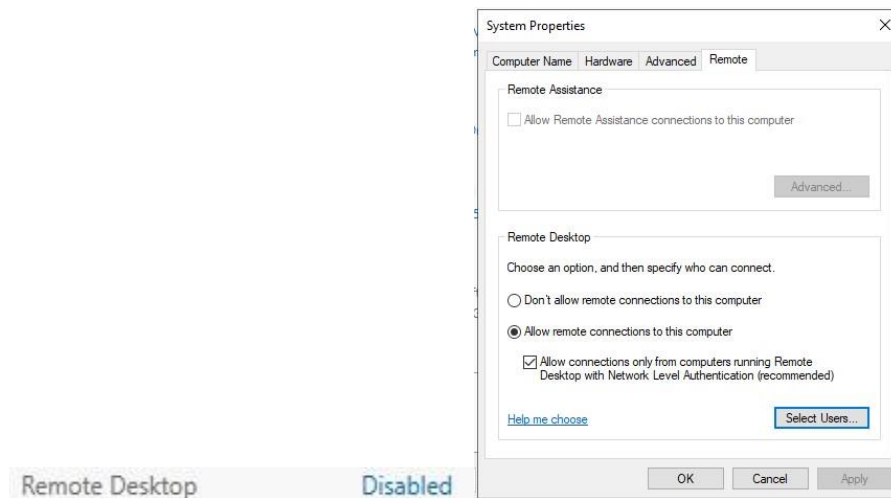 System Properties
Computer Name Hardware Advanced Remote
Remote Assistance
Allow Remote Assistance connections to this computer
Advanced...
Remote Desktop
Choose an option, and then specify who can connect.
Don't allow remote connections to this computer
Allow remote connections to this computer
Allow connections only from computers running Remote
Desktop with Network Level Authentication (recommended)
Help me choose Select Users...
OK Cancel Apply
Remote Desktop Disabled